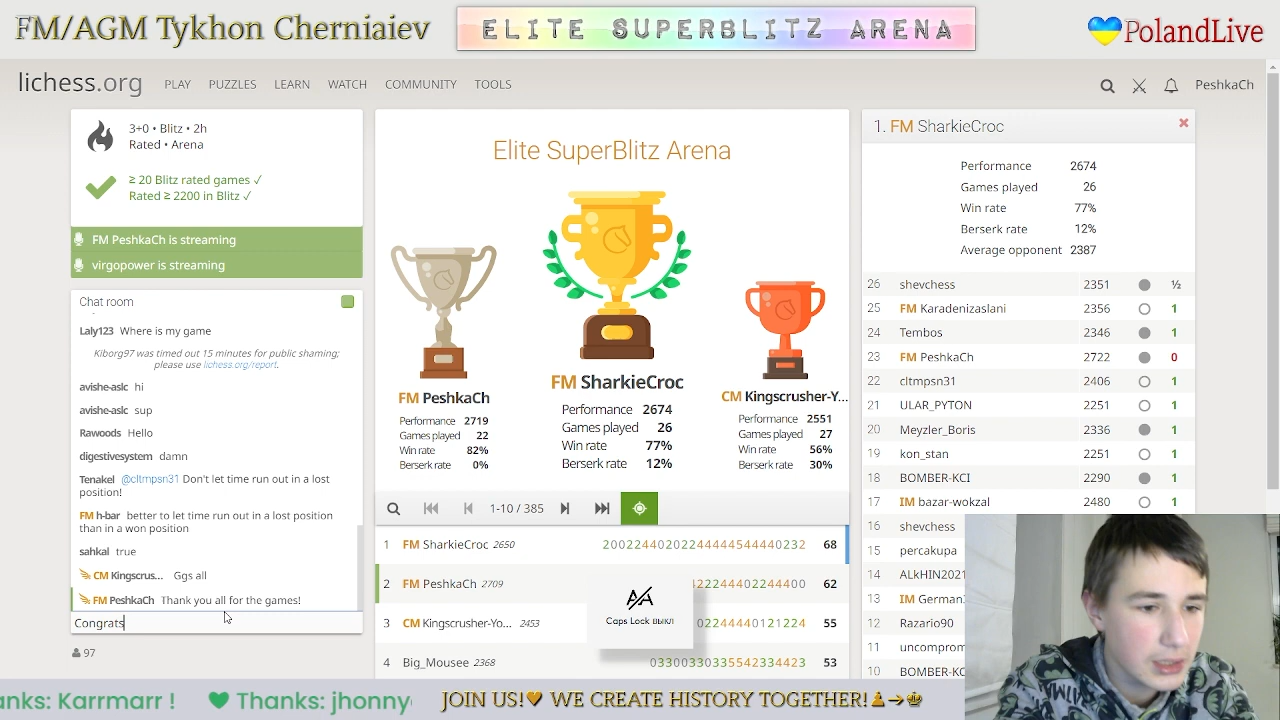 FM/AGM Tykhon Cherniaiev
ELITE SUPERBLITZ ARENA
PolandLive
lichess.org
PLAY PUZZLES LEARN WATCH COMMUNITY TOOLS
PeshkaCh
3+0 • Blitz • 2h
Rated • Arena
≥ 20 Blitz rated games ✓
Rated ≥ 2200 in Blitz ✓
FM PeshkaCh is streaming
virgopower is streaming
Chat room
Laly123 Where is my game
Kiborg97 was timed out 15 minutes for public shaming;
please use lichess.org/report.
avishe-aslc hi
avishe-aslc sup
Rawoods Hello
digestivesystem damn
Tenakel @cltmpsn31 Don't let time run out in a lost
position!
FM h-bar better to let time run out in a lost position
than in a won position
sahkal true
CM Kingscrus... Ggs all
FM PeshkaCh Thank you all for the games!
Congrats
97
Elite SuperBlitz Arena
FM PeshkaCh
Performance 2719
Games played 22
Win rate 82%
Berserk rate 0%
FM SharkieCroc
Performance 2674
Games played 26
Win rate 77%
Berserk rate 12%
CM Kingscrusher-Y...
Performance 2551
Games played 27
Win rate 56%
Berserk rate 30%
1-10 / 385
1 FM SharkieCroc 2650 20022440202244444544440232 68
2 FM PeshkaCh 2709 422244402244400 62
3 CM Kingscrusher-Yo... 2453 02244440121224 55
4 Big_Mousee 2368 033003303355423344​23 53
Caps Lock выкл
1. FM SharkieCroc
Performance 2674
Games played 26
Win rate 77%
Berserk rate 12%
Average opponent 2387
26 shevchess 2351 ½
25 FM Karadenizaslani 2356 1
24 Tembos 2346 1
23 FM PeshkaCh 2722 0
22 cltmpsn31 2406 1
21 ULAR_PYTON 2251 1
20 Meyzler_Boris 2336 1
19 kon_stan 2251 1
18 BOMBER-KCI 2290 1
17 IM bazar-wokzal 2480 1
16 shevchess
15 percakupa
14 ALkHIN2021
13 IM German
12 Razario90
11 uncomprom
10 BOMBER-KC
anks: Karrmarr ! Thanks: jhonny
JOIN US! WE CREATE HISTORY TOGETHER!